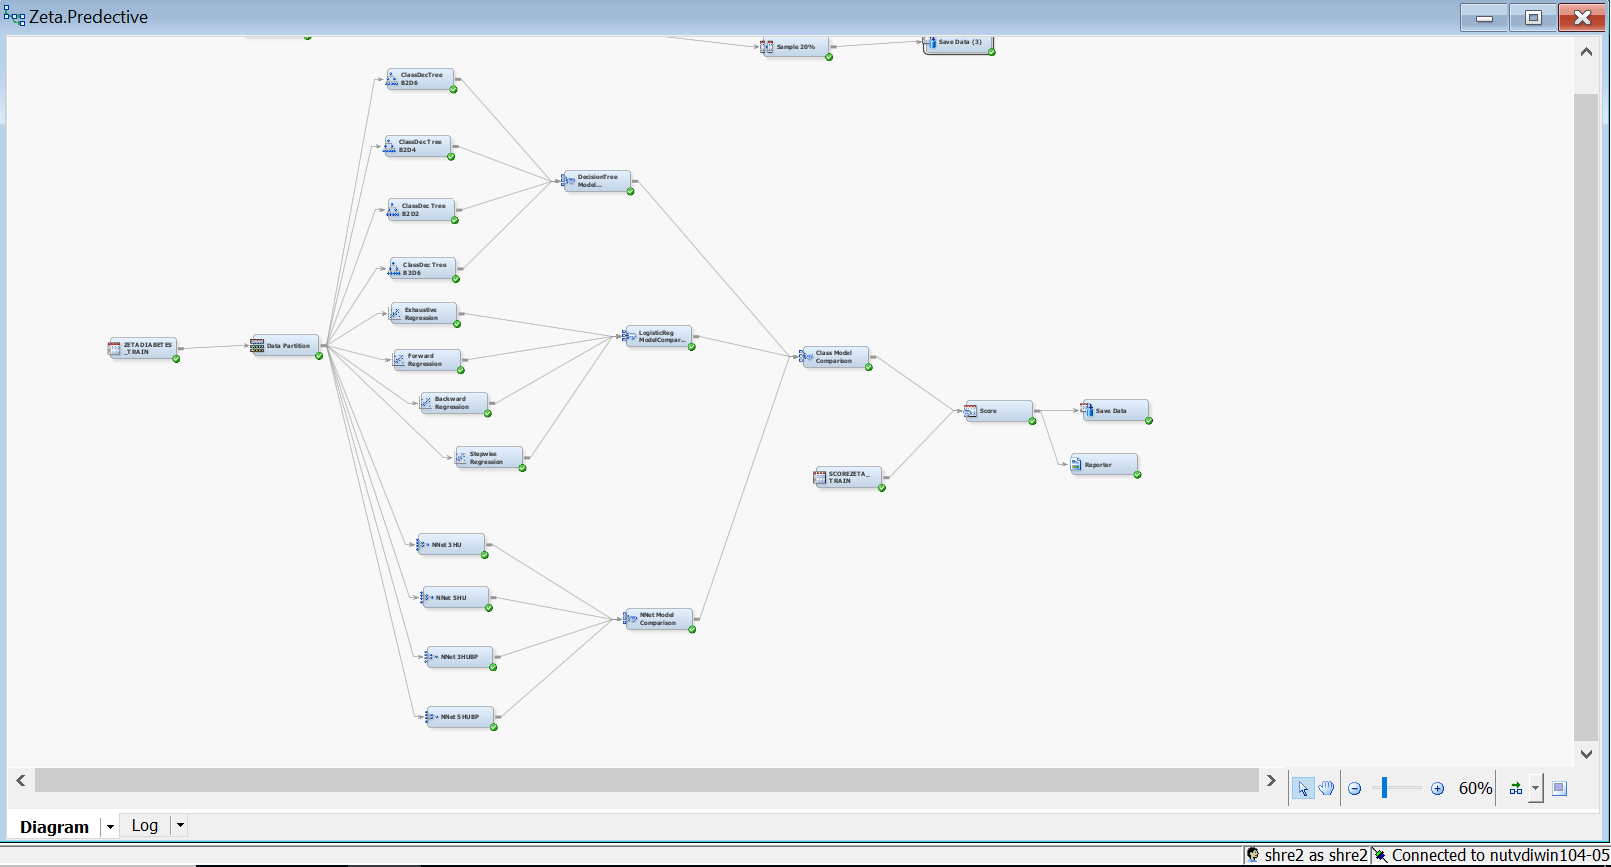 Zeta.Predective
Sample 20%
Save Data (3)
ClassDecTree
B2D6
ClassDec Tree
B2D4
ClassDec Tree
B2D2
ClassDec Tree
B3D6
DecisionTree
Model...
Exhaustive
Regression
Forward
Regression
Backward
Regression
Stepwise
Regression
LogisticReg
ModelCompar...
ZETADIABETES
_TRAIN
Data Partition
Class Model
Comparison
Score
Save Data
Reporter
SCOREZETA_
TRAIN
NNet 3 HU
NNet 5HU
NNet 3HUBP
NNet 5 HUBP
NNet Model
Comparison
60%
Diagram
Log
shre2 as shre2
Connected to nutvdiwin104-05